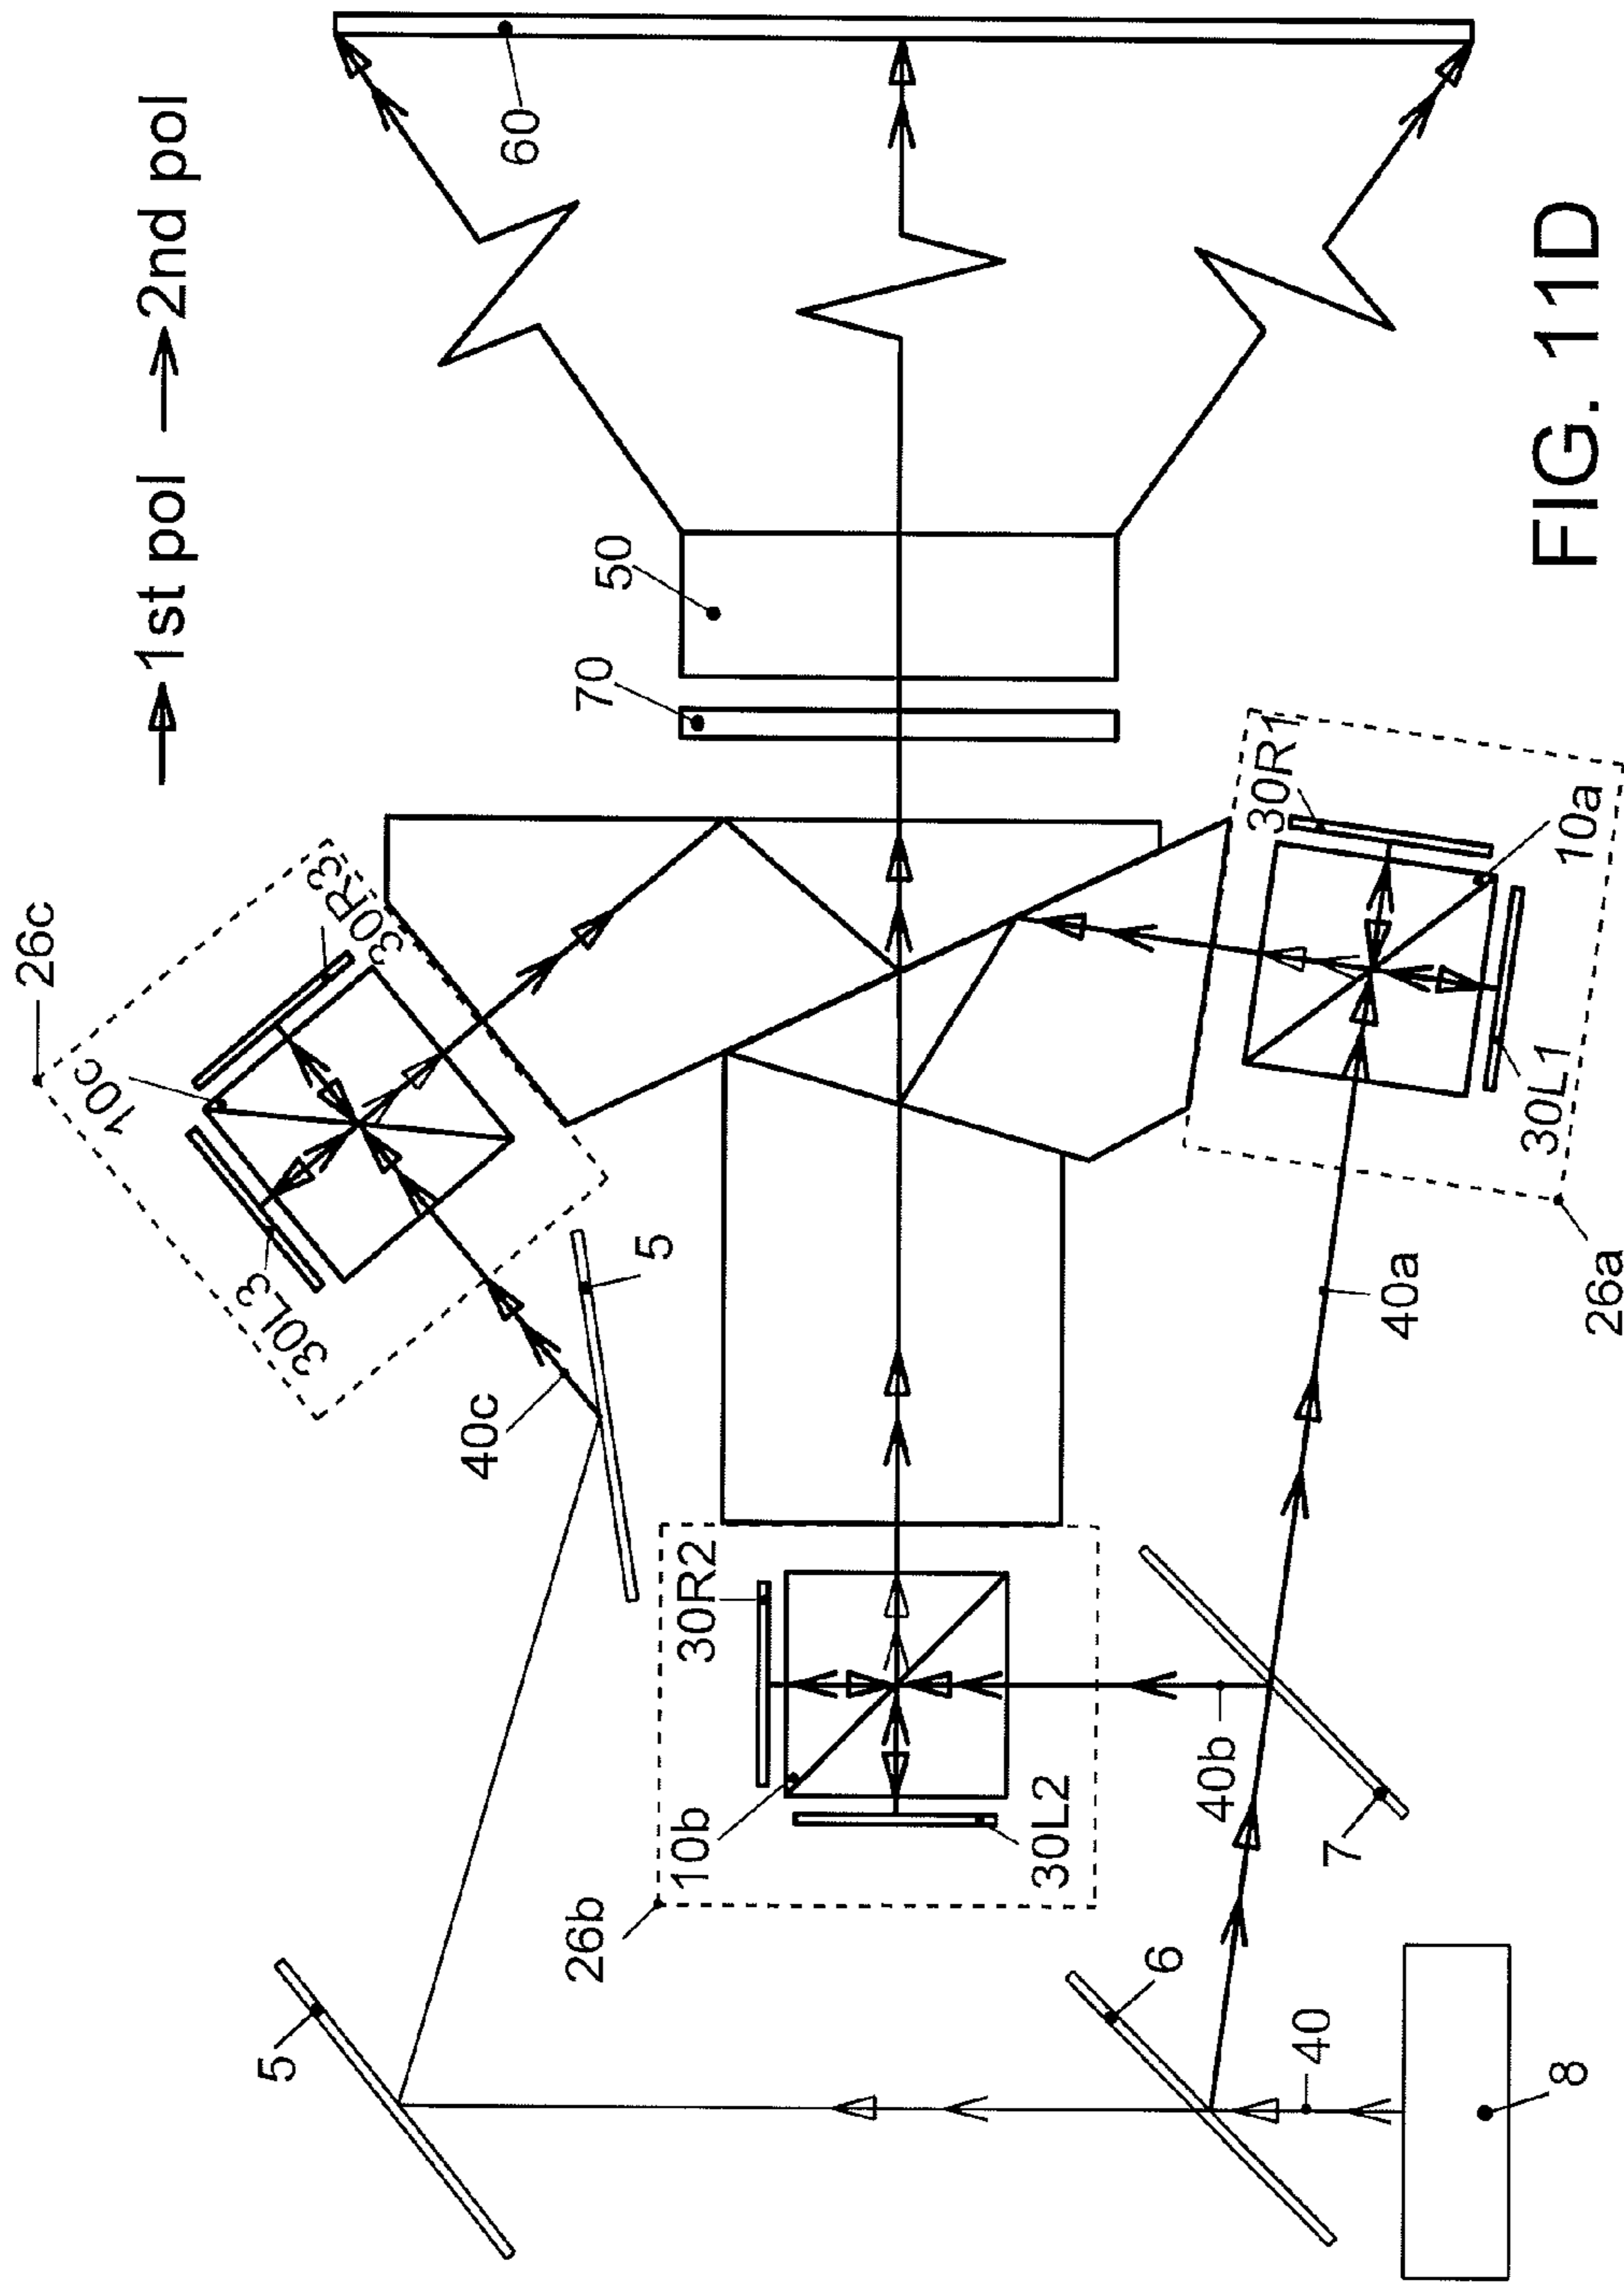 1st pol
2nd pol
26c
10c
30R3
30L3
40c
5
5
60
50
70
30R1
10a
30L1
26a
40a
30R2
10b
30L2
26b
40b
7
6
40
8
FIG. 11D